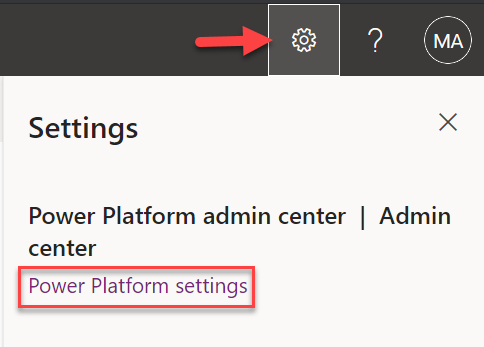 ?
MA
Settings
Power Platform admin center | Admin
center
Power Platform settings